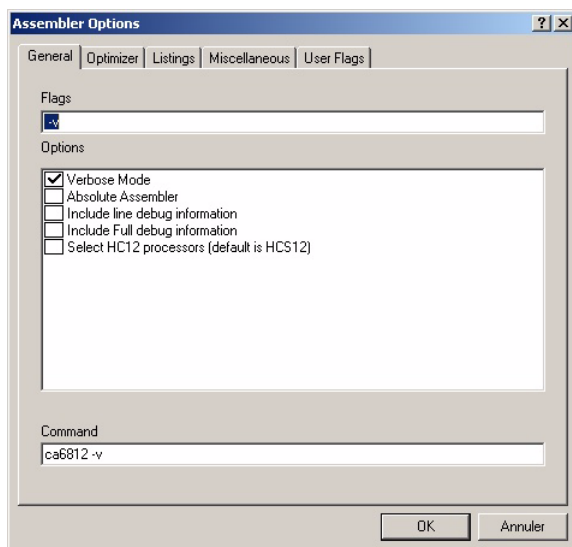 Assembler Options
General Optimizer Listings Miscellaneous User Flags
Flags
-v
Options
Verbose Mode
Absolute Assembler
Include line debug information
Include Full debug information
Select HC12 processors (default is HCS12)
Command
ca6812 -v
OK Annuler